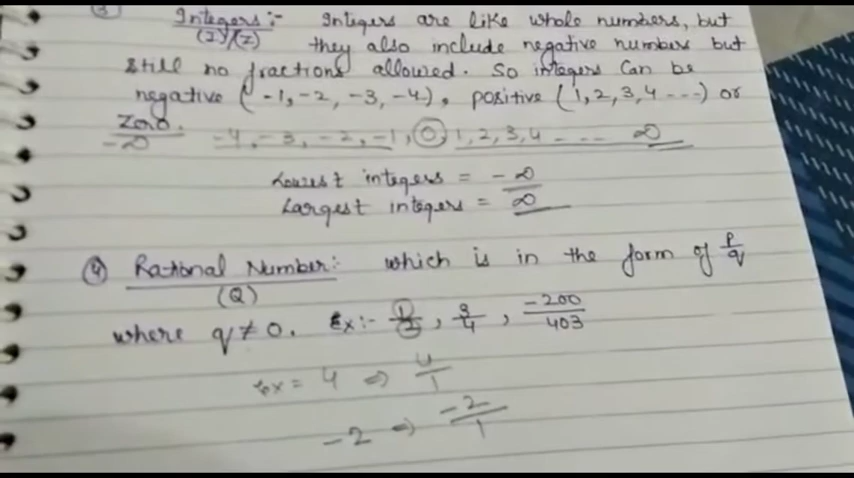 ③ Integers :- Integers are like whole numbers, but
(I)/(Z) they also include negative numbers but
still no fractions allowed. So integers can be
negative (-1, -2, -3, -4), positive (1, 2, 3, 4 ---) or
zero.
-∞ -4, -3, -2, -1, 0, 1, 2, 3, 4 --- ∞
Lowest integers = -∞
Largest integers = ∞
④ Rational Number :- which is in the form of p/q
(Q)
where q ≠ 0. Ex:- 1/2, 3/4, -200/403
Ex = 4 ⇒ 4/1
-2 ⇒ -2/1